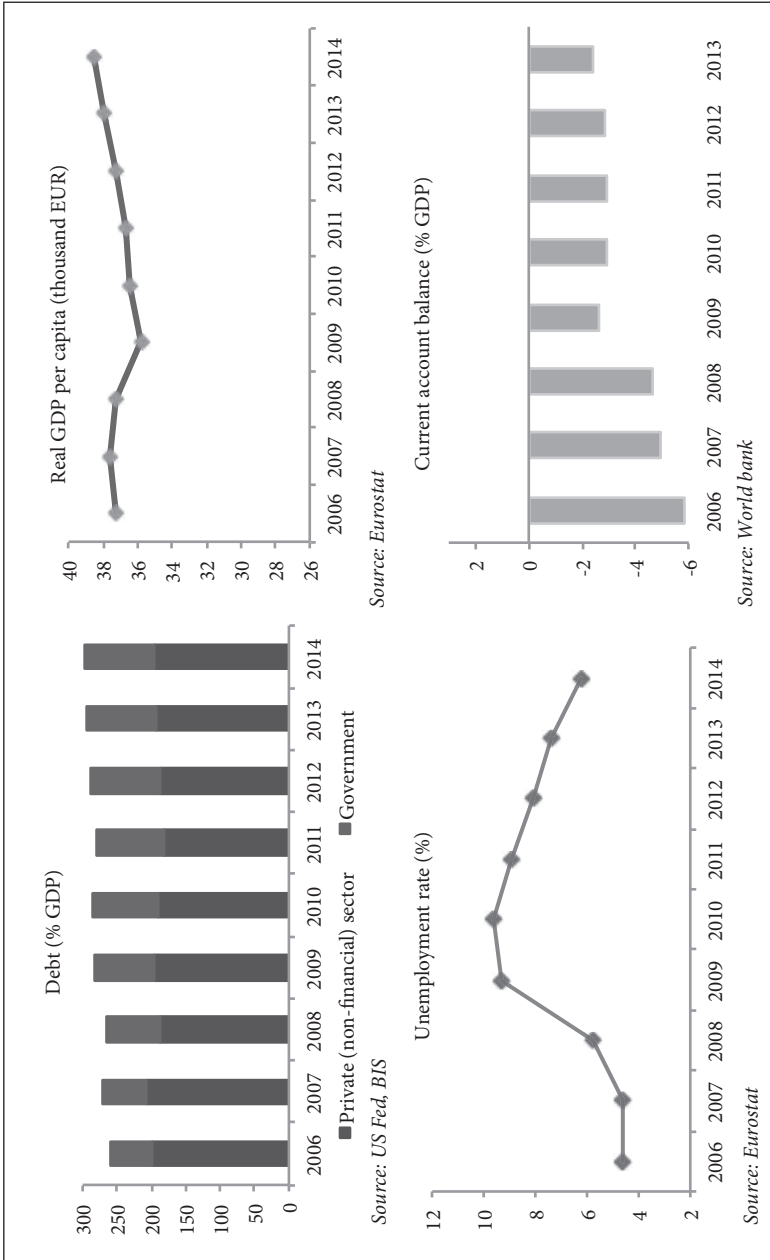 Debt (% GDP)
300
250
200
150
100
50
0
2006 2007 2008 2009 2010 2011 2012 2013 2014
Private (non-financial) sector Government
Source: US Fed, BIS
Real GDP per capita (thousand EUR)
40
38
36
34
32
30
28
26
2006 2007 2008 2009 2010 2011 2012 2013 2014
Source: Eurostat
Unemployment rate (%)
12
10
8
6
4
2
2006 2007 2008 2009 2010 2011 2012 2013 2014
Source: Eurostat
Current account balance (% GDP)
2
0
-2
-4
-6
2006 2007 2008 2009 2010 2011 2012 2013
Source: World bank